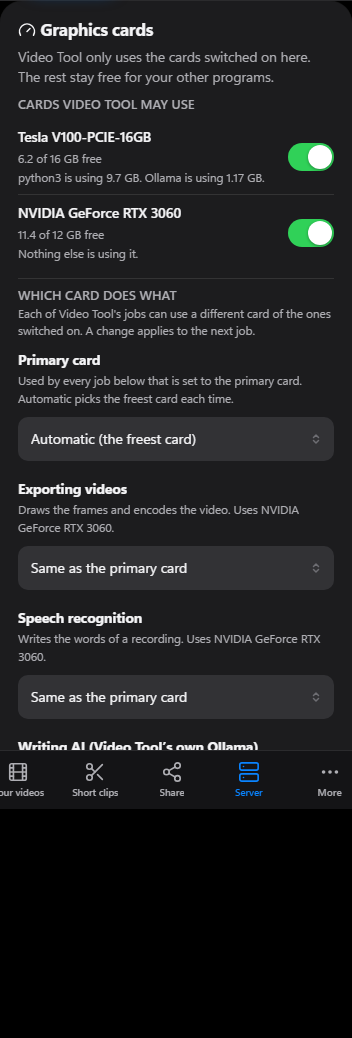 Graphics cards
Video Tool only uses the cards switched on here.
The rest stay free for your other programs.
CARDS VIDEO TOOL MAY USE
Tesla V100-PCIE-16GB
6.2 of 16 GB free
python3 is using 9.7 GB. Ollama is using 1.17 GB.
NVIDIA GeForce RTX 3060
11.4 of 12 GB free
Nothing else is using it.
WHICH CARD DOES WHAT
Each of Video Tool's jobs can use a different card of the ones
switched on. A change applies to the next job.
Primary card
Used by every job below that is set to the primary card.
Automatic picks the freest card each time.
Automatic (the freest card)
Exporting videos
Draws the frames and encodes the video. Uses NVIDIA
GeForce RTX 3060.
Same as the primary card
Speech recognition
Writes the words of a recording. Uses NVIDIA GeForce RTX
3060.
Same as the primary card
Writing AI (Video Tool's own Ollama)
our videos
Short clips
Share
Server
More